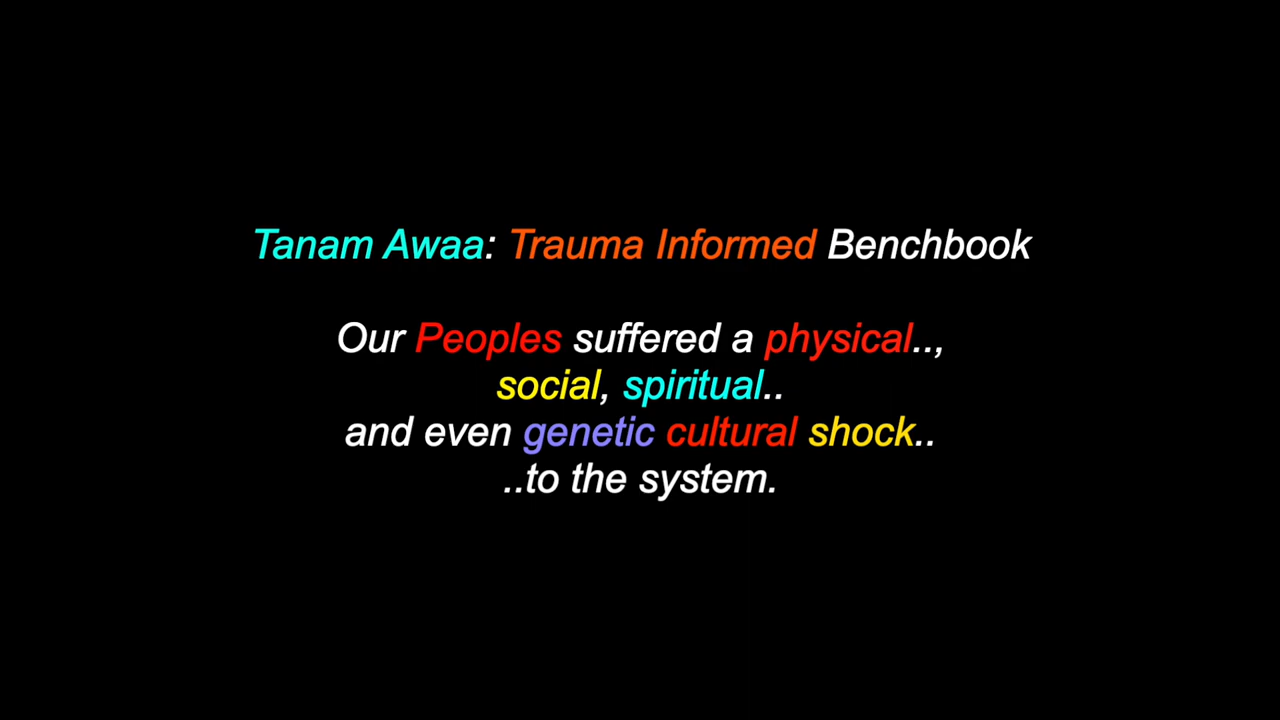 Tanam Awaa: Trauma Informed Benchbook
Our Peoples suffered a physical..,
social, spiritual..
and even genetic cultural shock..
..to the system.